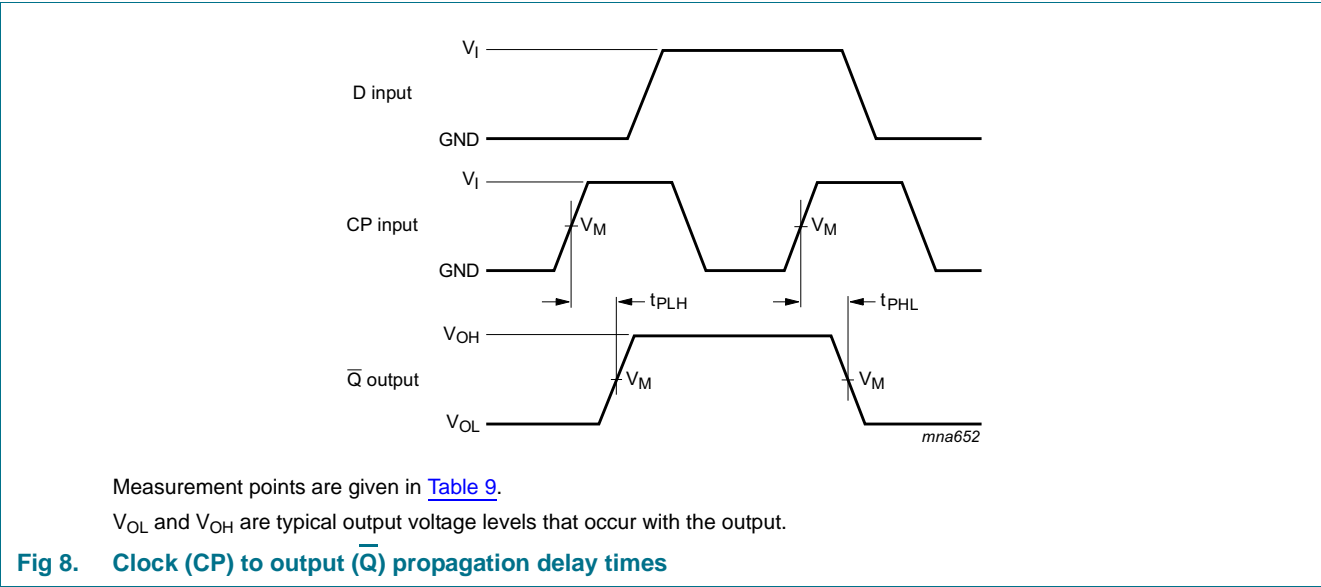 V_I
D input
GND
V_I
CP input
V_M
V_M
GND
t_PLH
t_PHL
V_OH
Q̅ output
V_M
V_M
V_OL
mna652
Measurement points are given in Table 9.
V_OL and V_OH are typical output voltage levels that occur with the output.
Fig 8. Clock (CP) to output (Q̅) propagation delay times